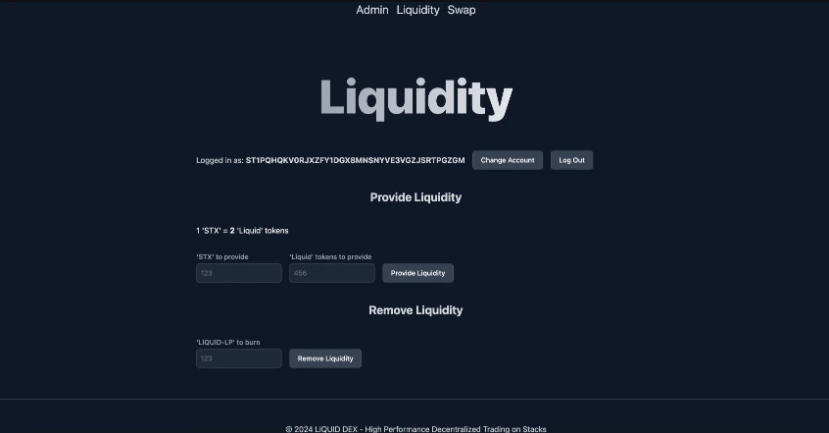 Admin Liquidity Swap
Liquidity
Logged in as: ST1PQHQKV0RJXZFY1DGX8MNSNYVE3VGZJSRTPGZGM Change Account Log Out
Provide Liquidity
1 'STX' = 2 'Liquid' tokens
'STX' to provide 'Liquid' tokens to provide
123 456 Provide Liquidity
Remove Liquidity
'LIQUID-LP' to burn
123 Remove Liquidity
© 2024 LIQUID DEX - High Performance Decentralized Trading on Stacks